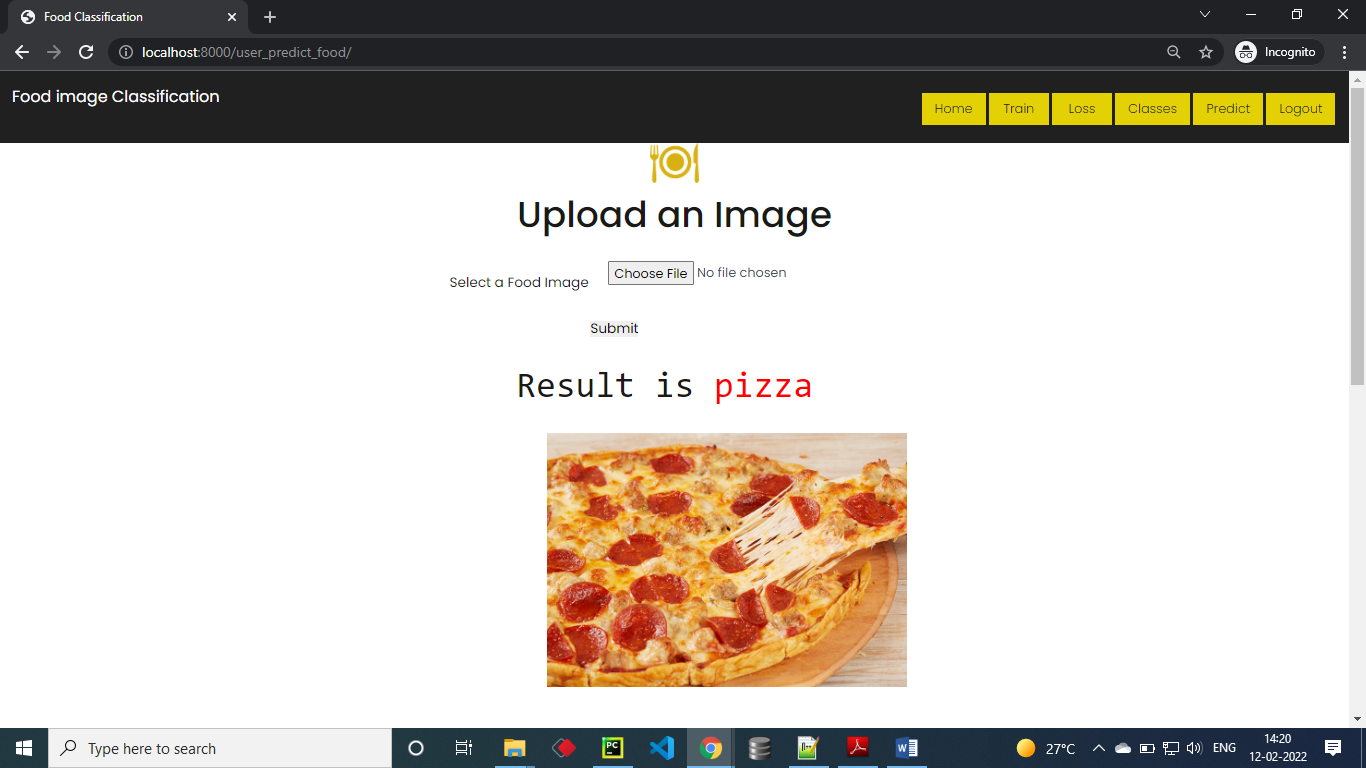 Food Classification
localhost:8000/user_predict_food/
Incognito
Food image Classification
Home Train Loss Classes Predict Logout
Upload an Image
Select a Food Image Choose File No file chosen
Submit
Result is pizza
Type here to search
PC
27°C
ENG
14:20
12-02-2022